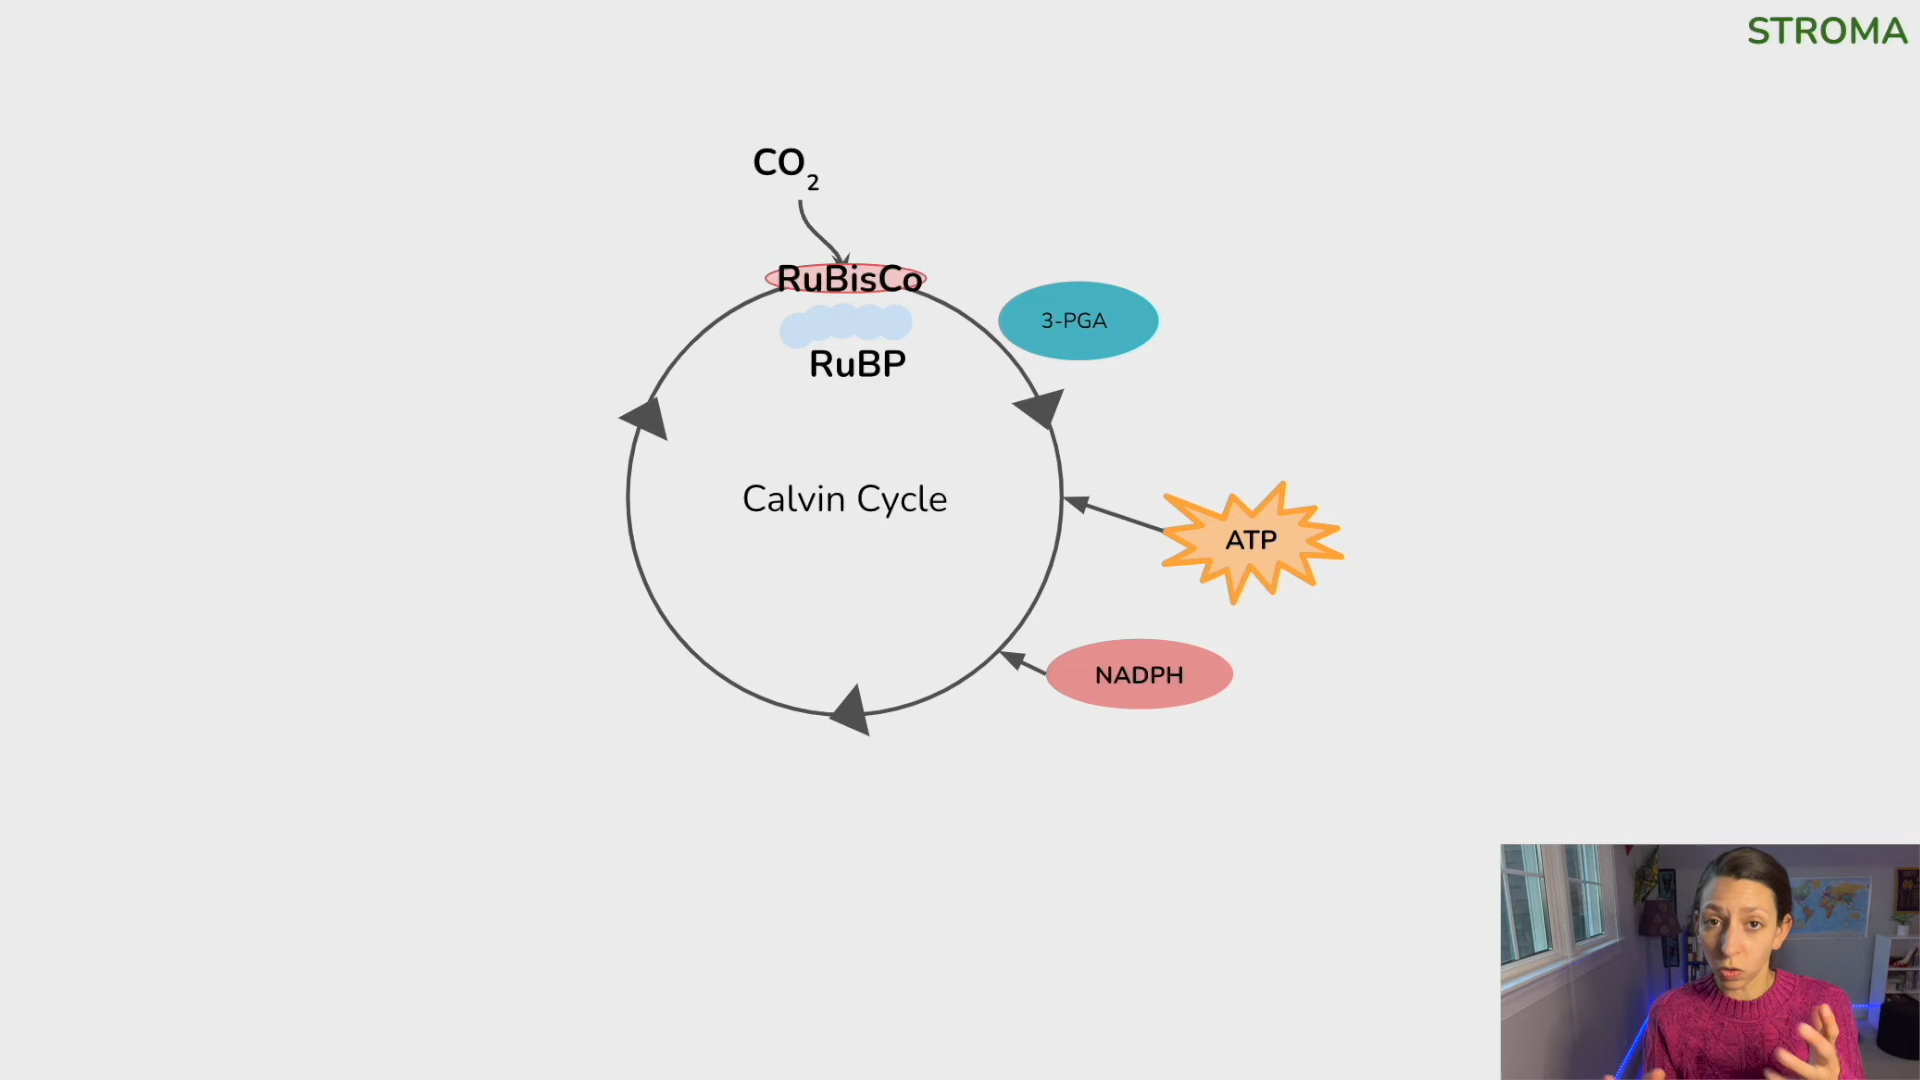 STROMA
CO2
RuBisCo
3-PGA
RuBP
Calvin Cycle
ATP
NADPH